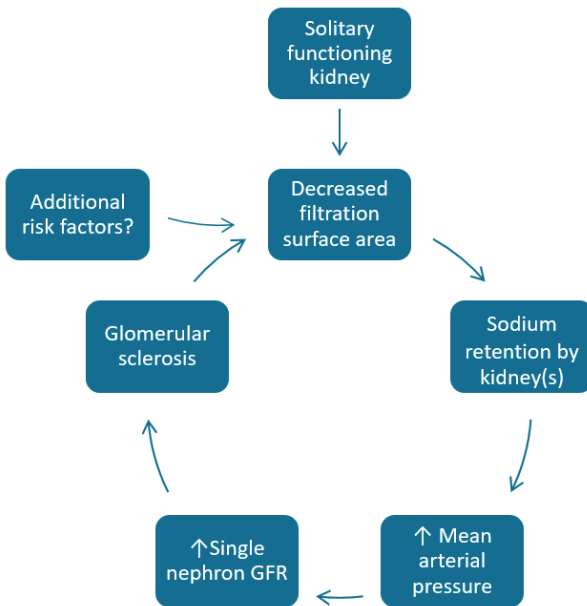 Solitary
functioning
kidney
Additional
risk factors?
Decreased
filtration
surface area
Glomerular
sclerosis
Sodium
retention by
kidney(s)
↑Single
nephron GFR
↑ Mean
arterial
pressure